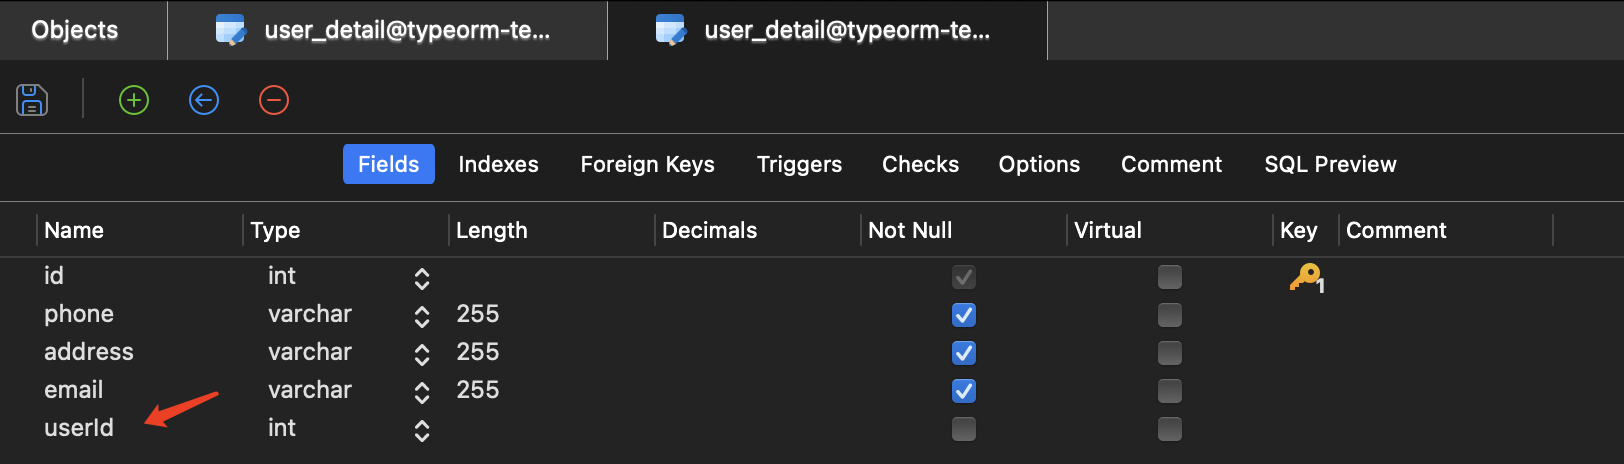 Objects user_detail@typeorm-te... user_detail@typeorm-te...
Fields Indexes Foreign Keys Triggers Checks Options Comment SQL Preview
Name Type Length Decimals Not Null Virtual Key Comment
id int 1
phone varchar 255
address varchar 255
email varchar 255
userId int